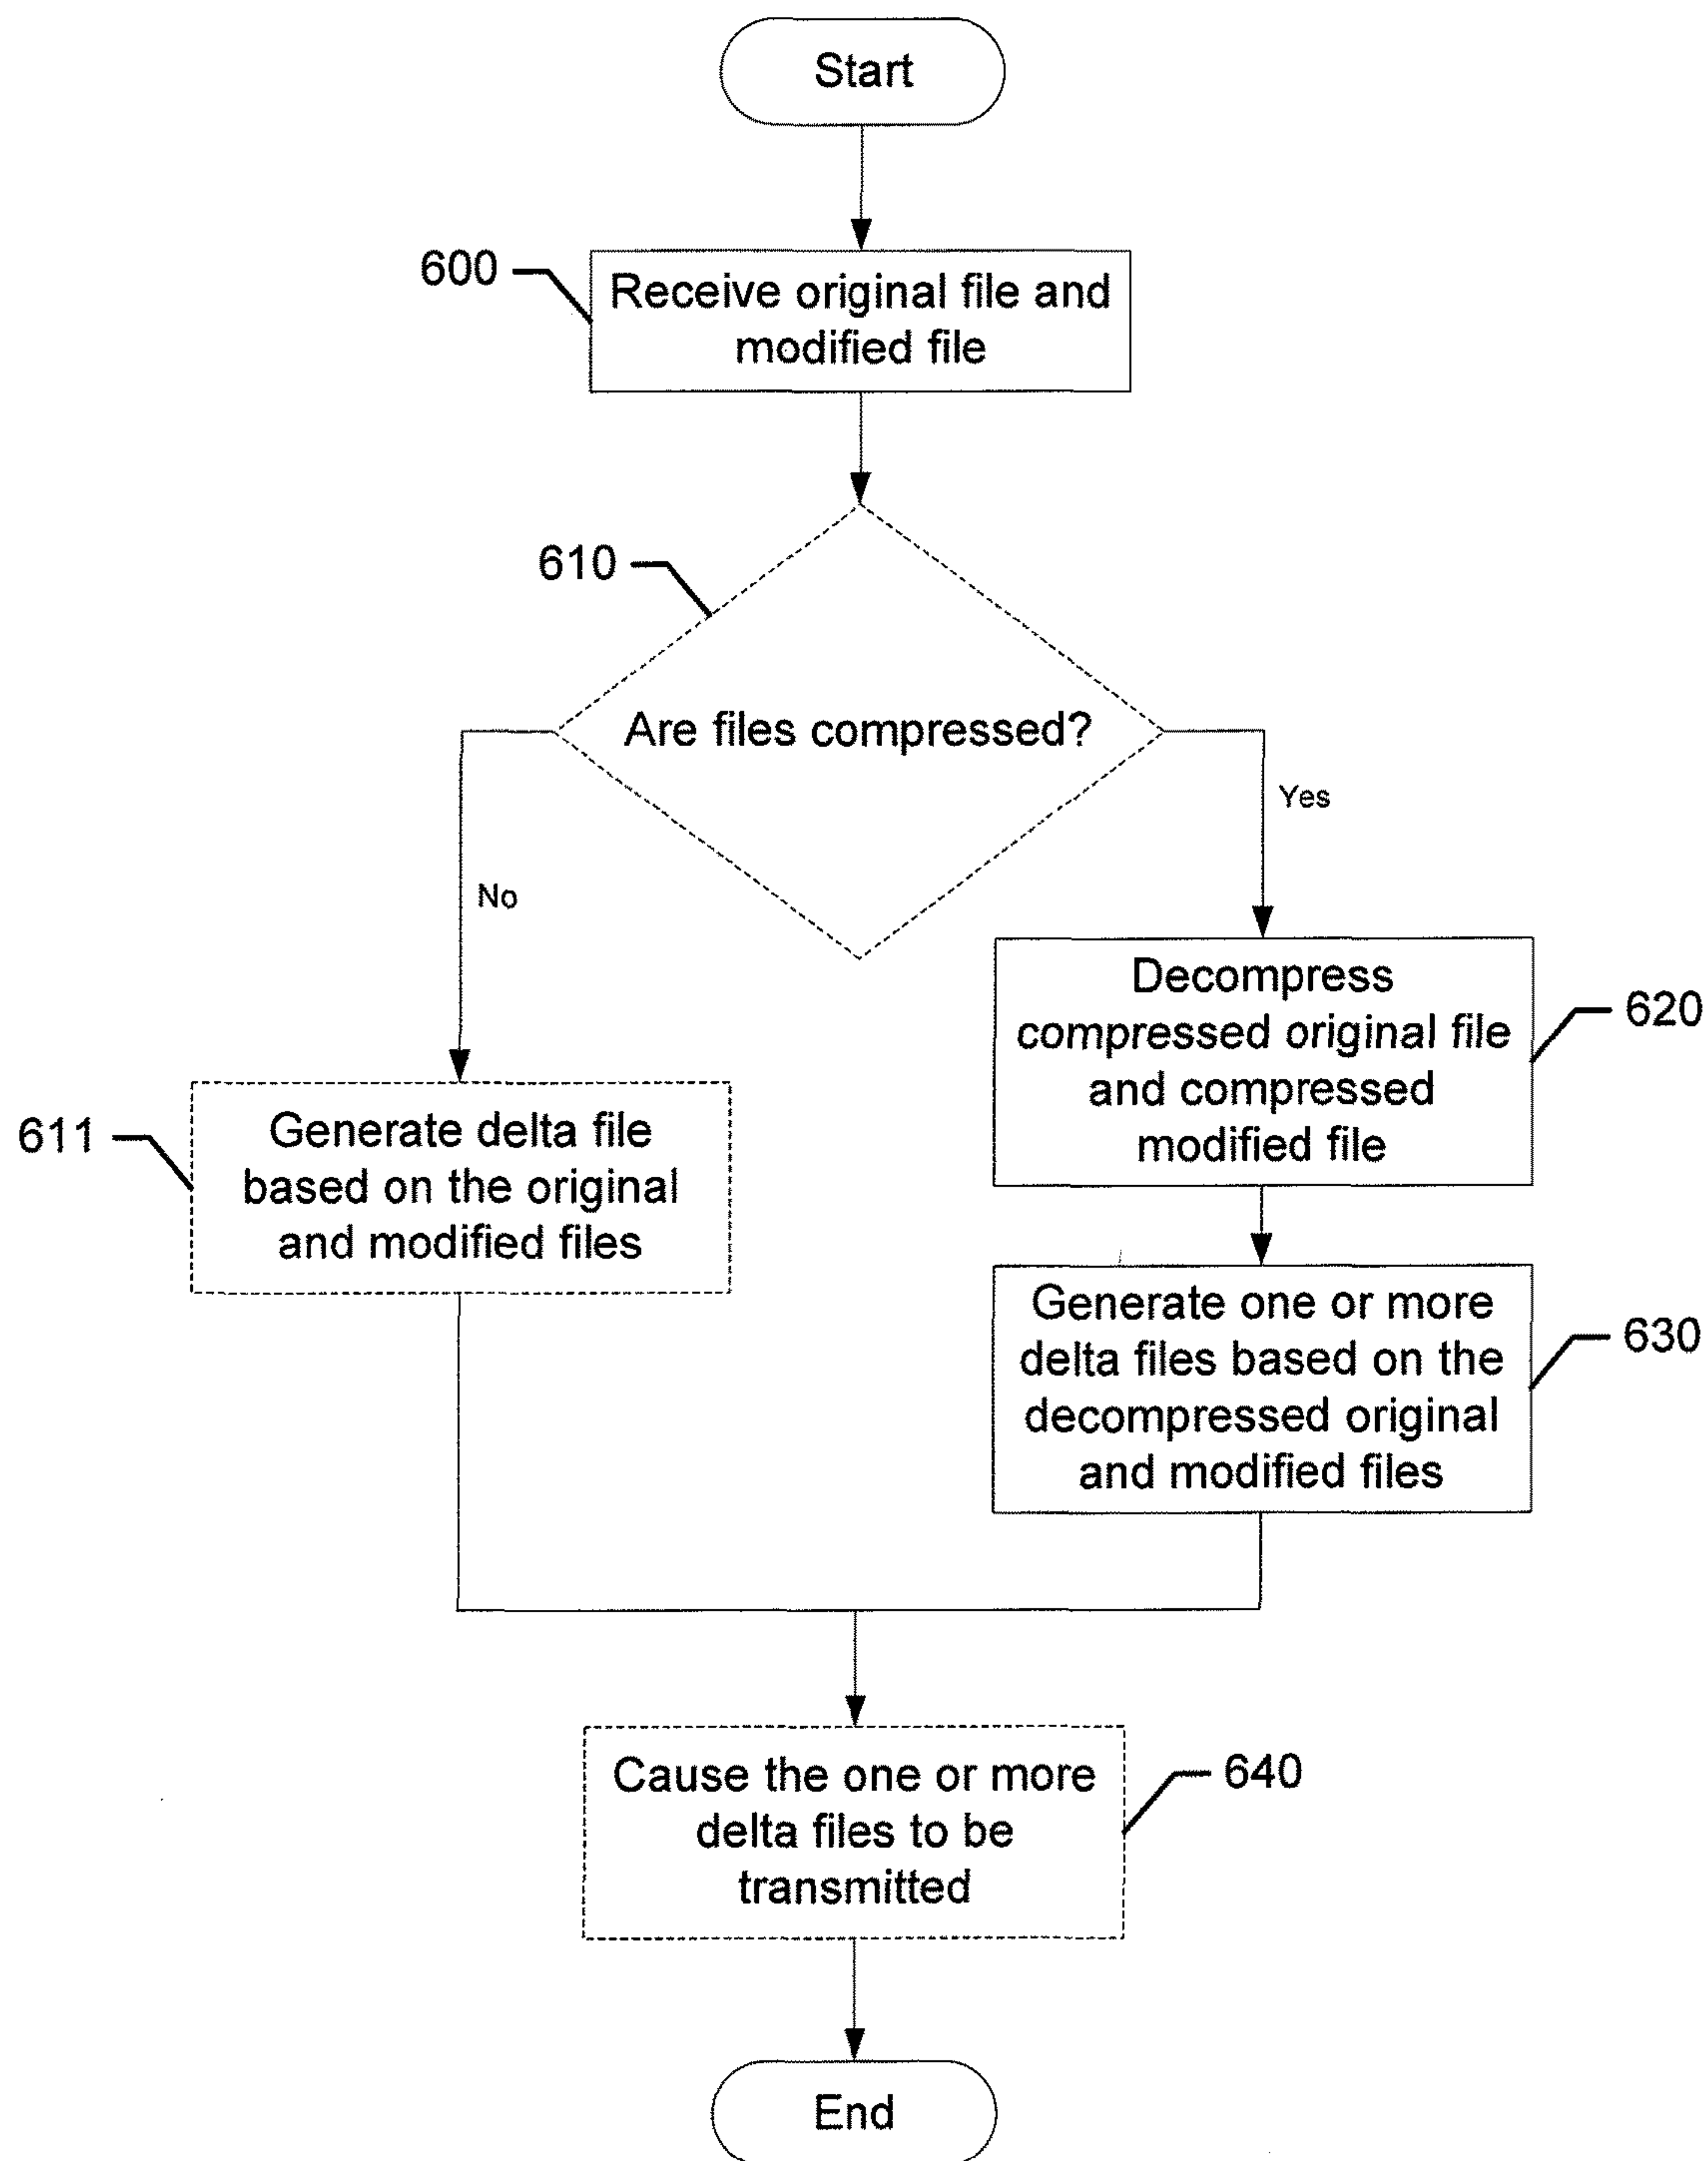 Start
600
Receive original file and
modified file
610
Are files compressed?
Yes
No
Decompress
compressed original file
and compressed
modified file
620
611
Generate delta file
based on the original
and modified files
Generate one or more
delta files based on the
decompressed original
and modified files
630
Cause the one or more
delta files to be
transmitted
640
End